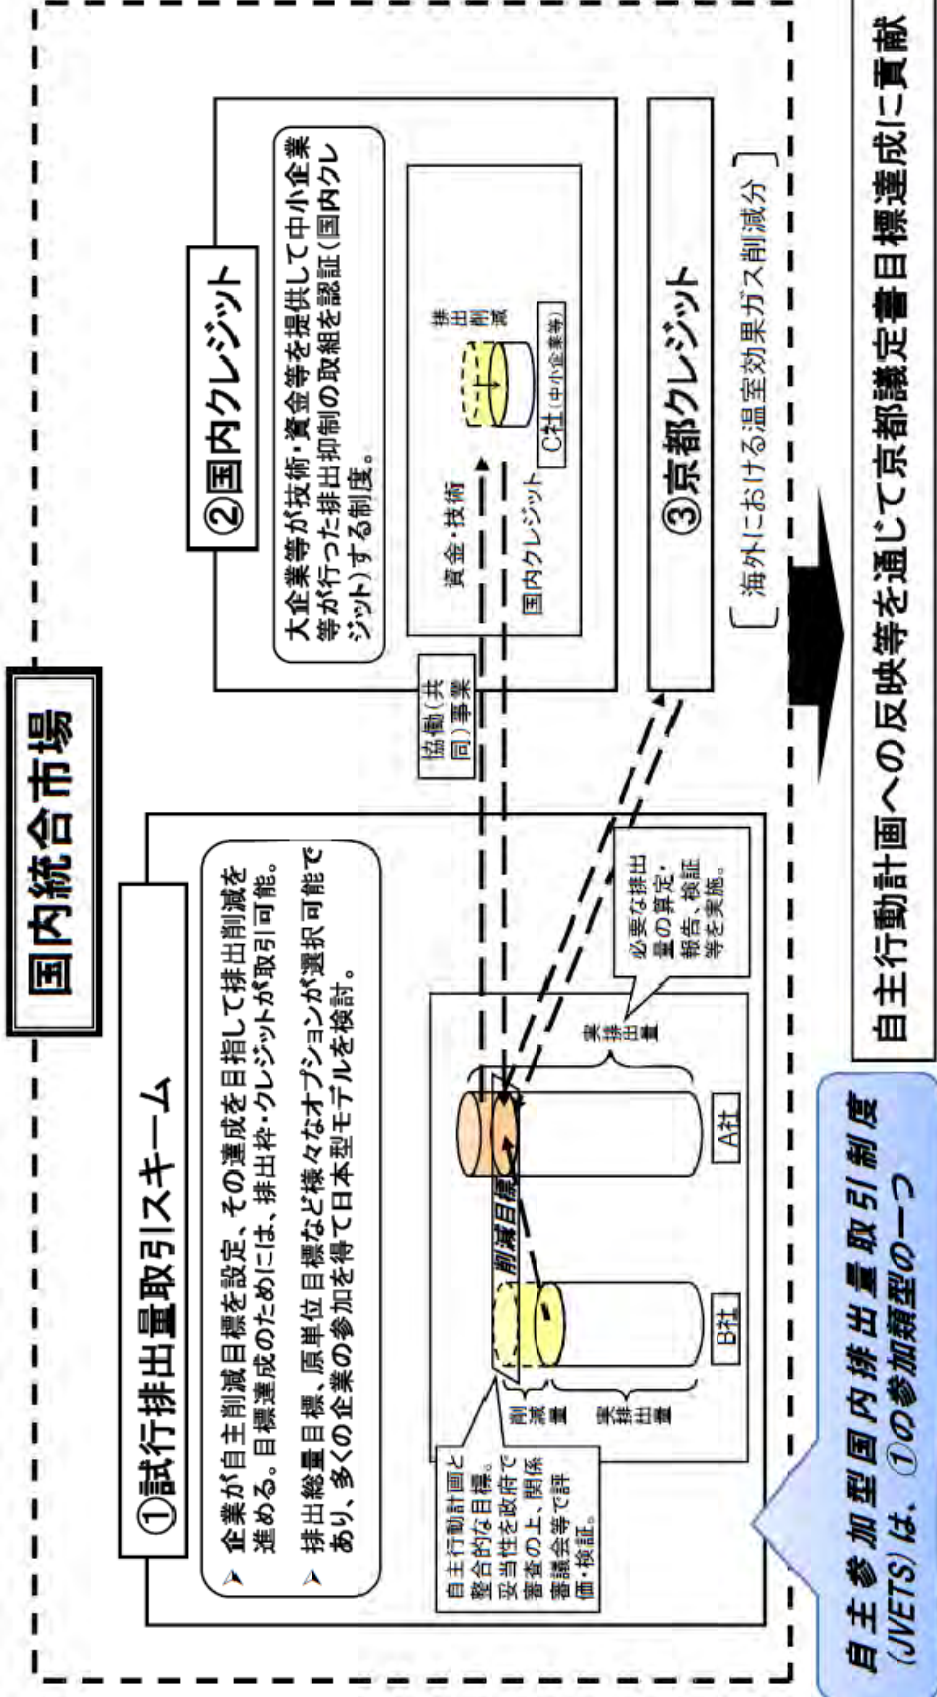 国内統合市場
①試行排出量取引スキーム
➢ 企業が自主削減目標を設定、その達成を目指して排出削減を
進める。目標達成のためには、排出枠・クレジットが取引可能。
➢ 排出総量目標、原単位目標など様々なオプションが選択可能で
あり、多くの企業の参加を得て日本型モデルを検討。
自主行動計画と
整合的な目標。
妥当性を政府で
審査の上、関係
審議会等で評
価・検証。
削減量
実排出量
B社
削減目標
A社
実排出量
必要な排出
量の算定・
報告、検証
等を実施。
協働(共
同)事業
②国内クレジット
大企業等が技術・資金等を提供して中小企業
等が行った排出抑制の取組を認証(国内クレ
ジット)する制度。
資金・技術
国内クレジット
排出削減
C社(中小企業等)
③京都クレジット
海外における温室効果ガス削減分
自主参加型国内排出量取引制度
(JVETS)は、①の参加類型の一つ
自主行動計画への反映等を通じて京都議定書目標達成に貢献